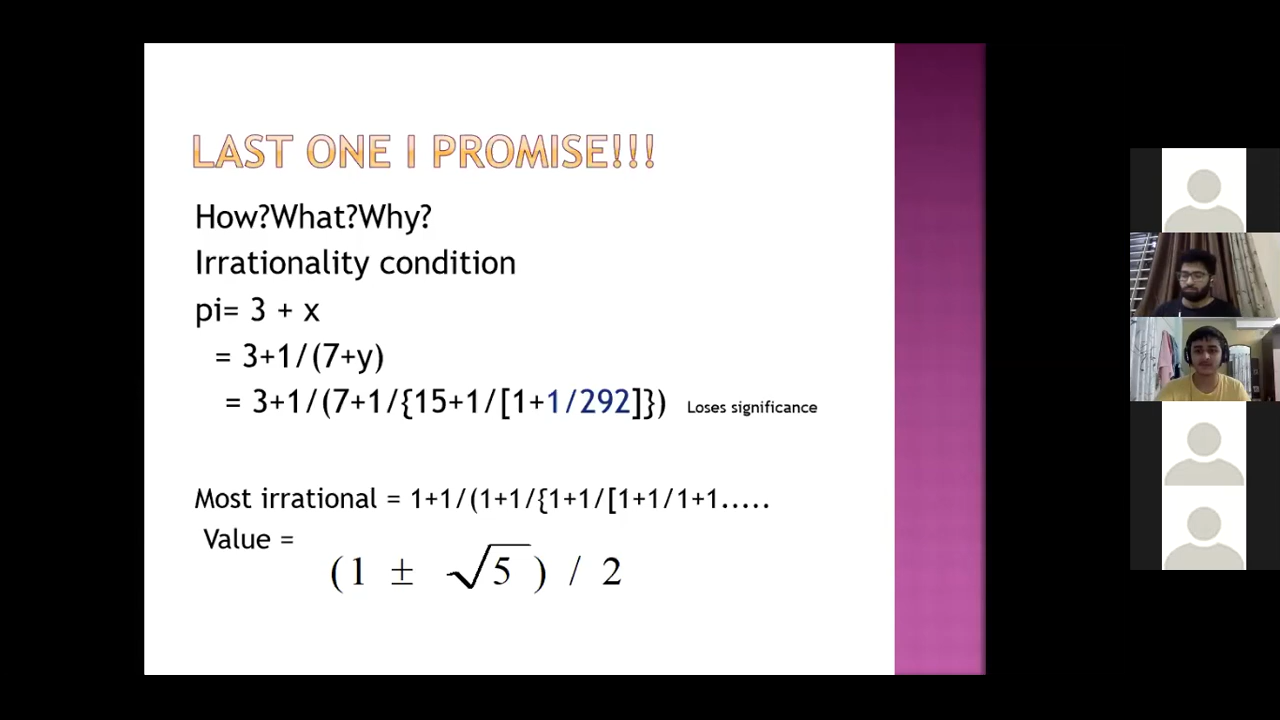 LAST ONE I PROMISE!!!
How?What?Why?
Irrationality condition
pi= 3 + x
= 3+1/(7+y)
= 3+1/(7+1/{15+1/[1+1/292]}) Loses significance
Most irrational = 1+1/(1+1/{1+1/[1+1/1+1.....
Value =
(1 ± √5 ) / 2